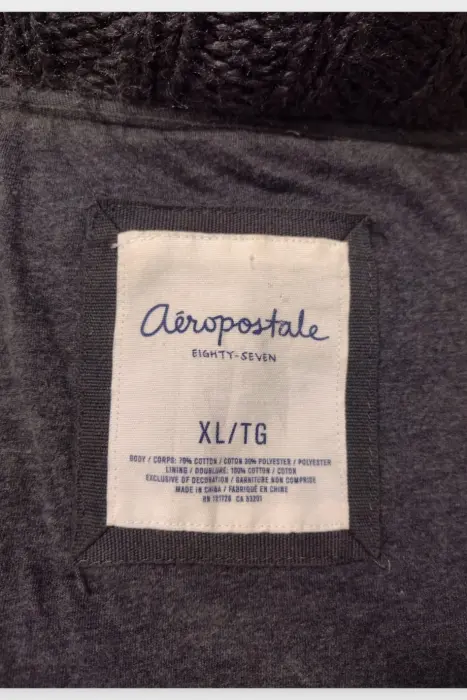 Aéropostale
EIGHTY-SEVEN
XL/TG
BODY / CORPS: 70% COTTON / COTON 30% POLYESTER / POLYESTER
LINING / DOUBLURE: 100% COTTON / COTON
EXCLUSIVE OF DECORATION / GARNITURE NON COMPRISE
MADE IN CHINA / FABRIQUÉ EN CHINE
RN 121726 CA 53201